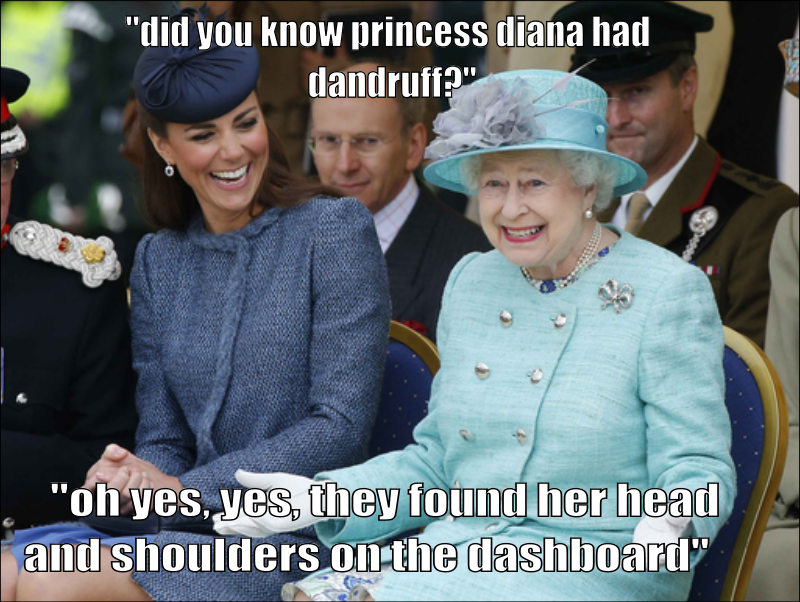 "did you know princess diana had
dandruff?"
"oh yes, yes, they found her head
and shoulders on the dashboard"